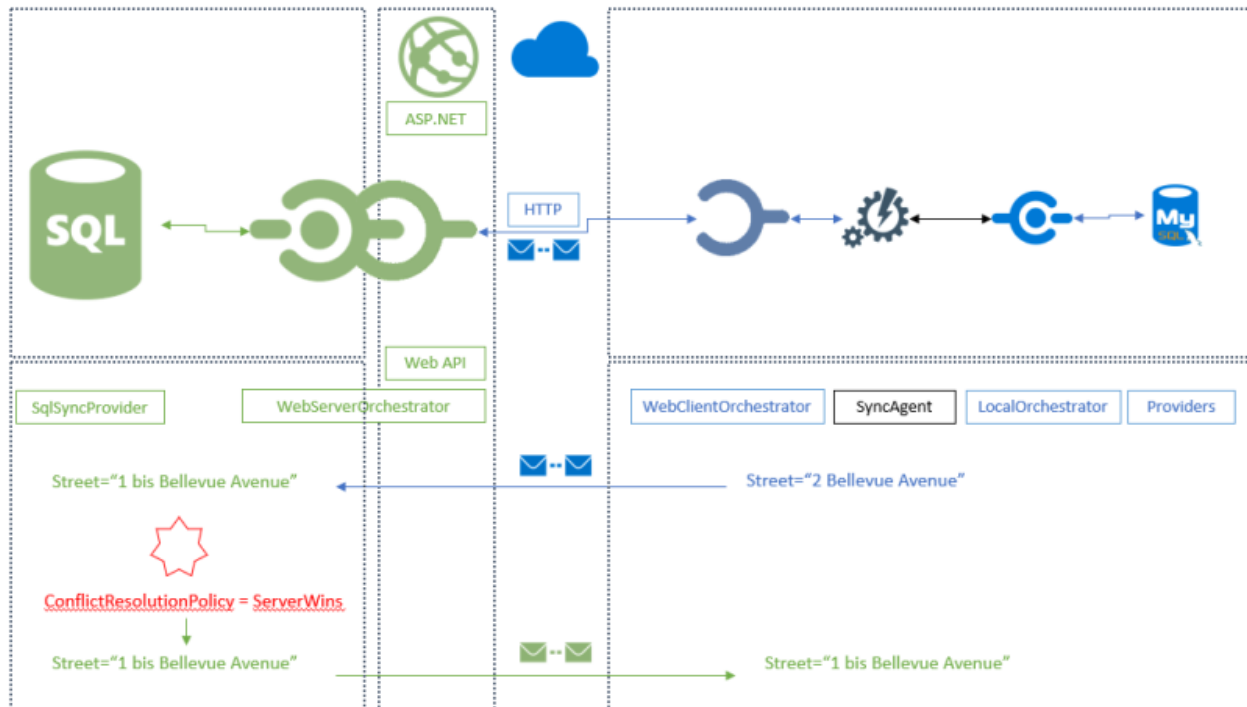 ASP.NET
SQL
HTTP
My
SQL
Web API
SqlSyncProvider
WebServerOrchestrator
WebClientOrchestrator
SyncAgent
LocalOrchestrator
Providers
Street=“1 bis Bellevue Avenue”
Street=“2 Bellevue Avenue”
ConflictResolutionPolicy = ServerWins
Street=“1 bis Bellevue Avenue”
Street=“1 bis Bellevue Avenue”